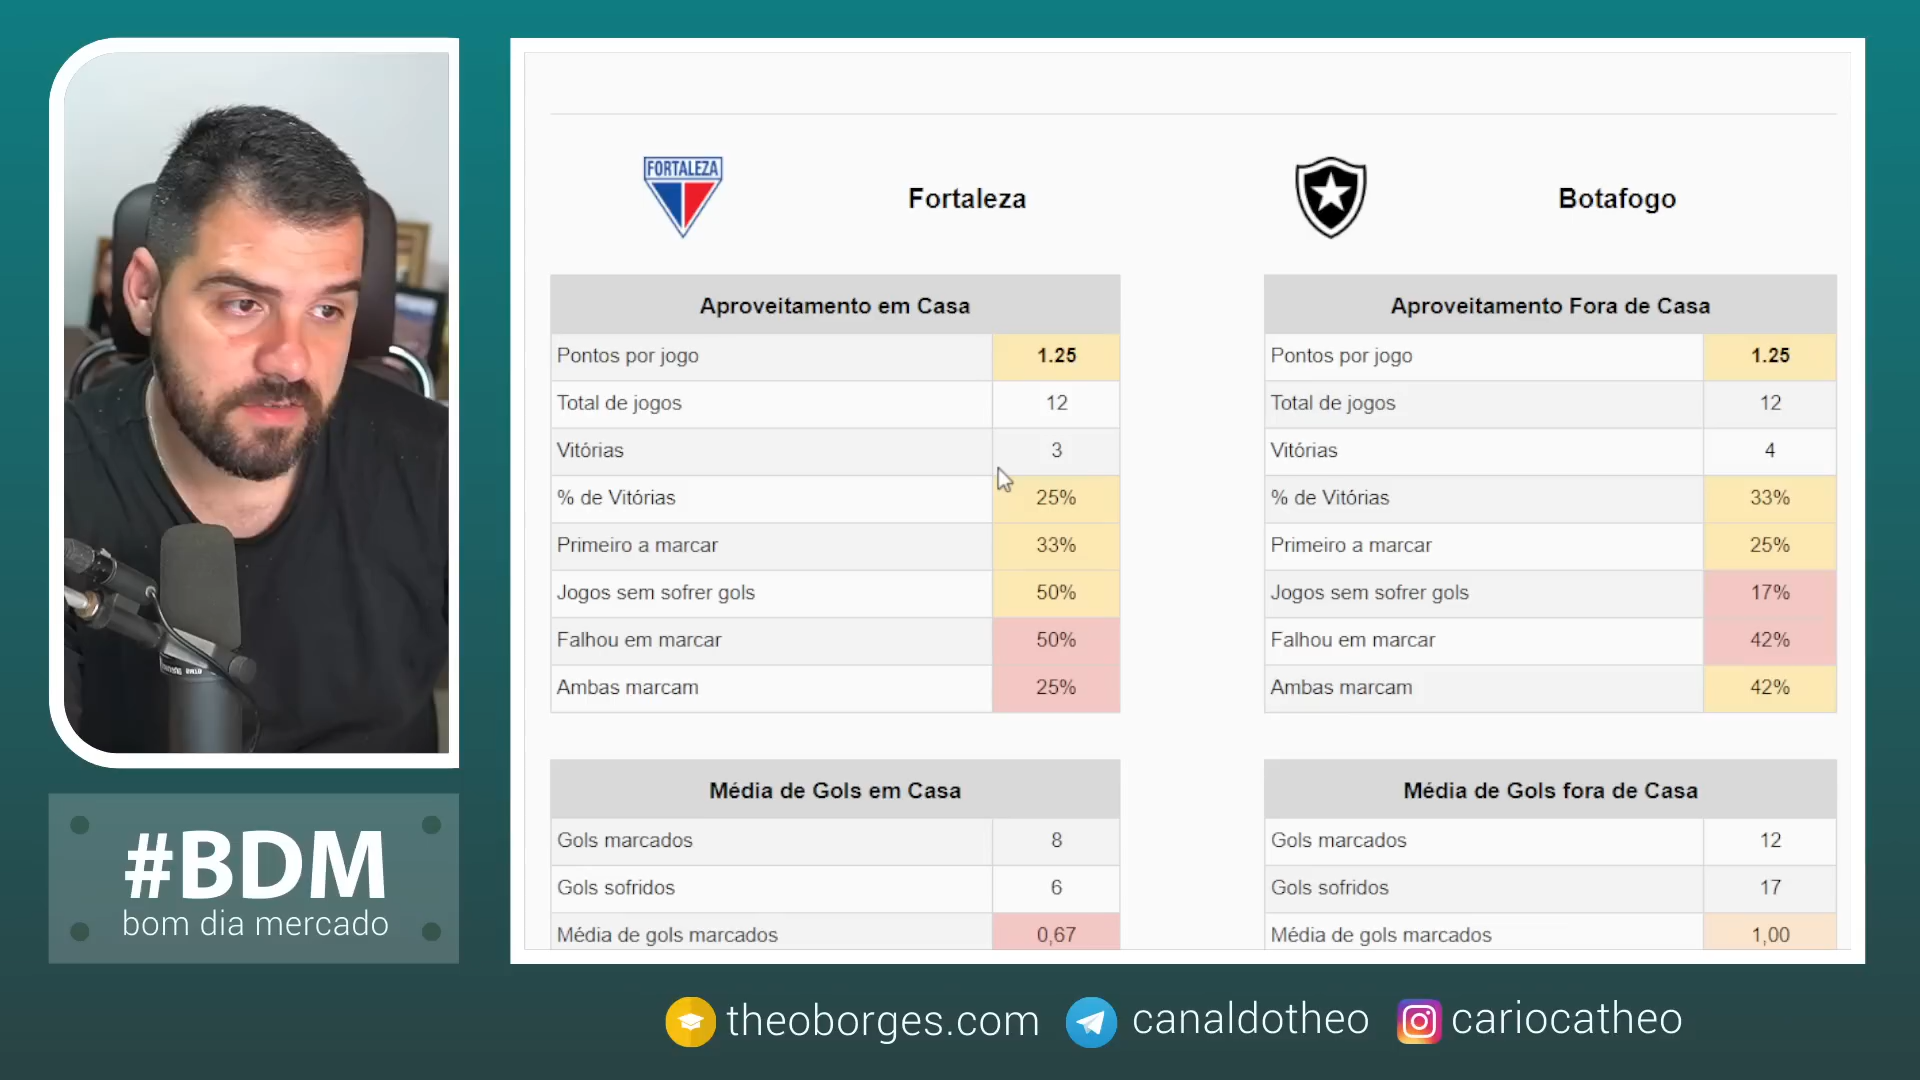 FORTALEZA
Fortaleza
Botafogo
Aproveitamento em Casa
Pontos por jogo 1.25
Total de jogos 12
Vitórias 3
% de Vitórias 25%
Primeiro a marcar 33%
Jogos sem sofrer gols 50%
Falhou em marcar 50%
Ambas marcam 25%
Aproveitamento Fora de Casa
Pontos por jogo 1.25
Total de jogos 12
Vitórias 4
% de Vitórias 33%
Primeiro a marcar 25%
Jogos sem sofrer gols 17%
Falhou em marcar 42%
Ambas marcam 42%
Média de Gols em Casa
Gols marcados 8
Gols sofridos 6
Média de gols marcados 0,67
Média de Gols fora de Casa
Gols marcados 12
Gols sofridos 17
Média de gols marcados 1,00
#BDM
bom dia mercado
theoborges.com
canaldotheo
cariocatheo